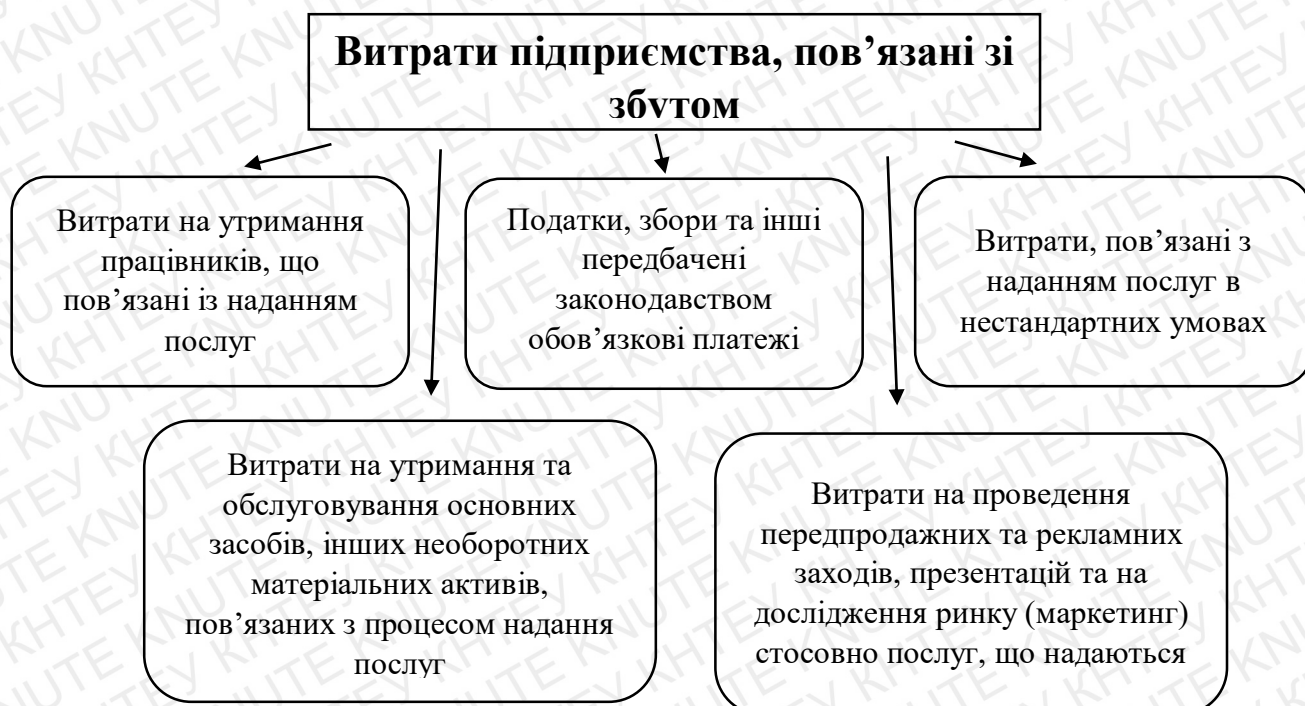 Витрати підприємства, пов’язані зі
збутом
Витрати на утримання
працівників, що
пов’язані із наданням
послуг
Податки, збори та інші
передбачені
законодавством
обов’язкові платежі
Витрати, пов’язані з
наданням послуг в
нестандартних умовах
Витрати на утримання та
обслуговування основних
засобів, інших необоротних
матеріальних активів,
пов’язаних з процесом надання
послуг
Витрати на проведення
передпродажних та рекламних
заходів, презентацій та на
дослідження ринку (маркетинг)
стосовно послуг, що надаються
KNUTE КНТЕУ